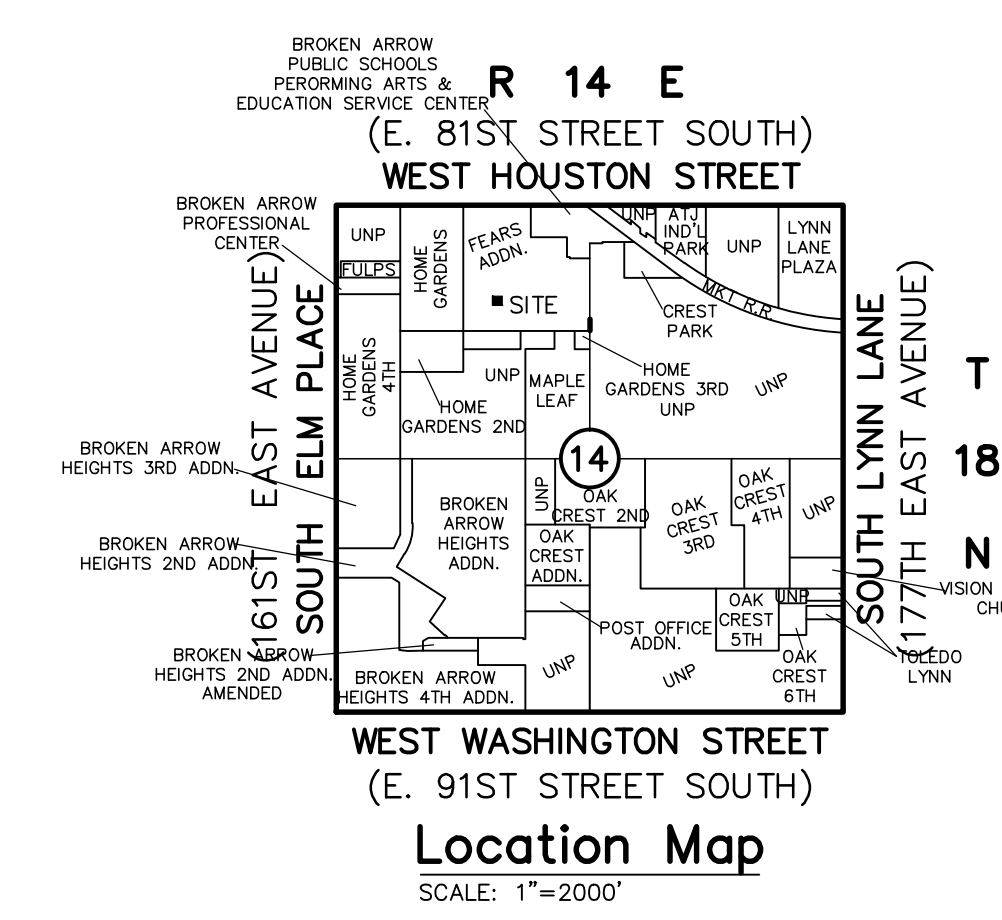 BROKEN ARROW
PUBLIC SCHOOLS
PERORMING ARTS &
EDUCATION SERVICE CENTER
R 14 E
(E. 81ST STREET SOUTH)
WEST HOUSTON STREET
BROKEN ARROW
PROFESSIONAL
CENTER
UNP
FULPS
HOME
GARDENS
FEARS
ADDN.
SITE
UNP
ATJ
IND'L
PARK
UNP
LYNN
LANE
PLAZA
MKT R.R.
CREST
PARK
HOME
GARDENS
4TH
HOME
GARDENS 2ND
UNP
MAPLE
LEAF
HOME
GARDENS 3RD
UNP
UNP
SOUTH ELM PLACE
(161ST EAST AVENUE)
SOUTH LYNN LANE
(177TH EAST AVENUE)
T
18
N
14
BROKEN ARROW
HEIGHTS 3RD ADDN.
BROKEN ARROW
HEIGHTS 2ND ADDN.
BROKEN
ARROW
HEIGHTS
ADDN.
UNP
OAK
CREST 2ND
OAK
CREST
ADDN.
OAK
CREST
3RD
OAK
CREST
4TH
UNP
VISION
CHU
UNP
OAK
CREST
5TH
POST OFFICE
ADDN.
OAK
CREST
6TH
TOLEDO
LYNN
BROKEN ARROW
HEIGHTS 2ND ADDN.
AMENDED
BROKEN ARROW
HEIGHTS 4TH ADDN.
UNP
UNP
WEST WASHINGTON STREET
(E. 91ST STREET SOUTH)
Location Map
SCALE: 1"=2000'